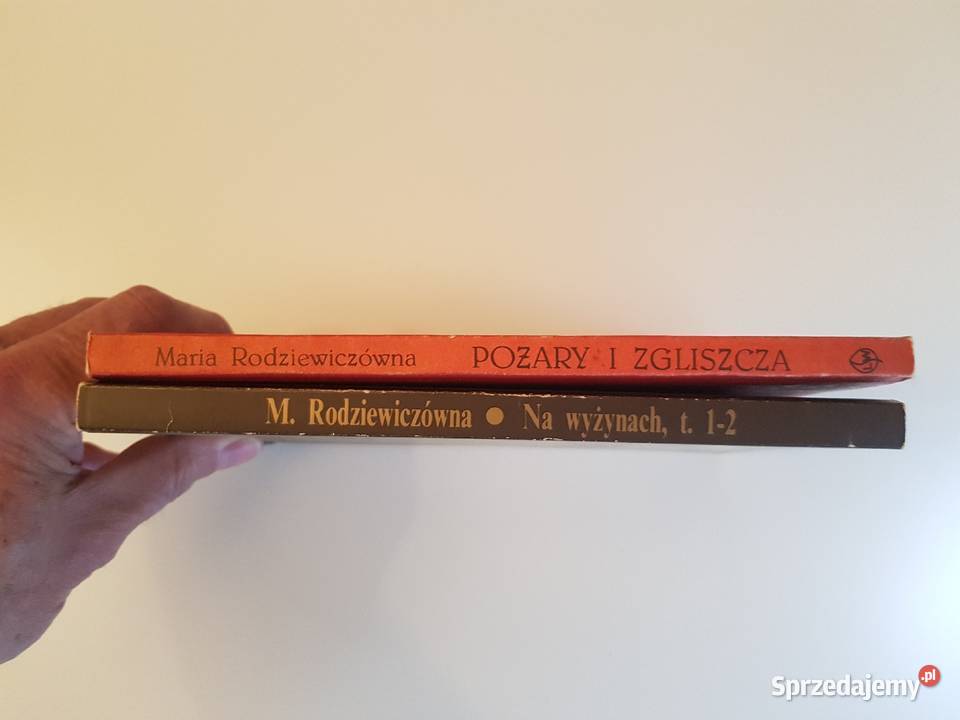 Maria Rodziewiczówna POŻARY I ZGLISZCZA
M. Rodziewiczówna • Na wyżynach, t. 1-2
Sprzedajemy.pl